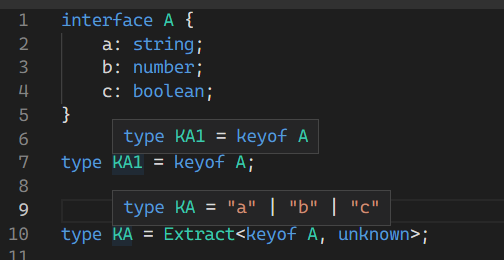 1 interface A {
2 a: string;
3 b: number;
4 c: boolean;
5 }
6 type KA1 = keyof A
7 type KA1 = keyof A;
8
9 type KA = "a" | "b" | "c"
10 type KA = Extract<keyof A, unknown>;
11